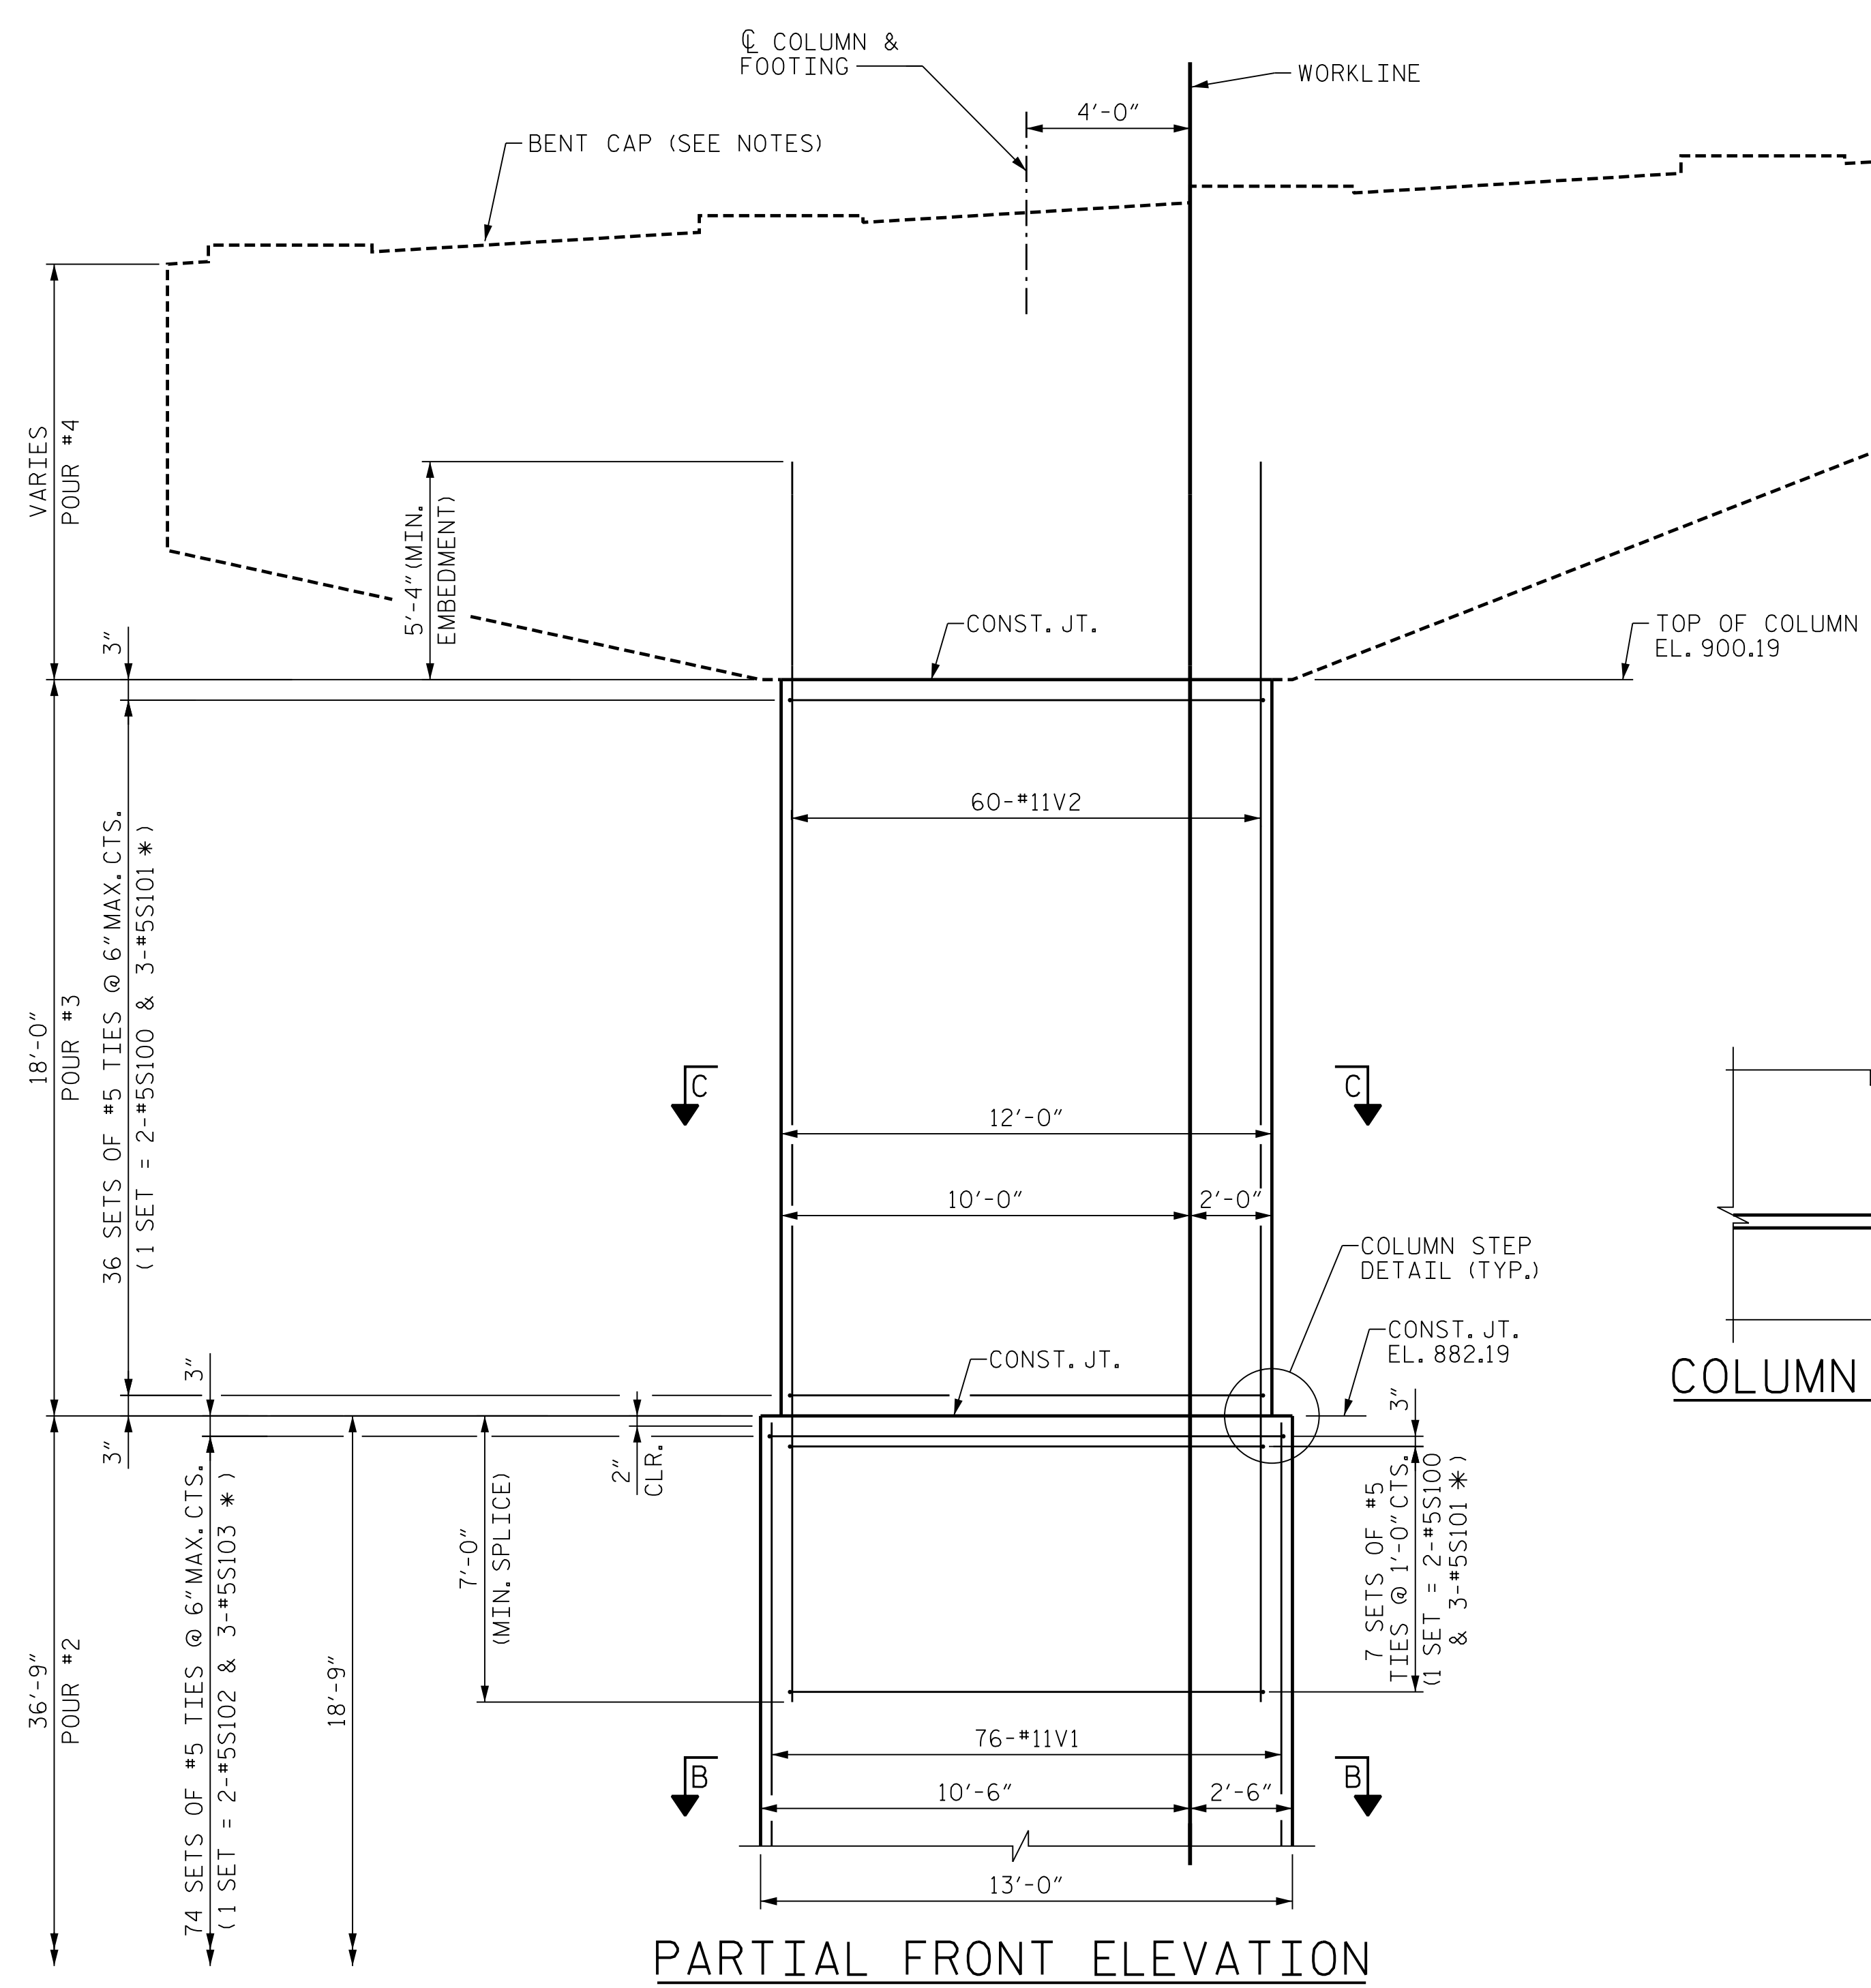 ℄ COLUMN &
FOOTING
WORKLINE
4'-0"
BENT CAP (SEE NOTES)
VARIES
POUR #4
5'-4"(MIN.
EMBEDMENT)
3"
CONST. JT.
TOP OF COLUMN
EL. 900.19
60-#11V2
36 SETS OF #5 TIES @ 6"MAX. CTS.
(1 SET = 2-#5S100 & 3-#5S101 *)
18'-0"
POUR #3
C
C
12'-0"
10'-0"
2'-0"
COLUMN STEP
DETAIL (TYP.)
CONST. JT.
EL. 882.19
CONST. JT.
COLUMN
3"
3"
3"
2"
CLR.
7'-0"
(MIN. SPLICE)
7 SETS OF #5
TIES @ 1'-0"CTS.
(1 SET = 2-#5S100
& 3-#5S101 *)
36'-9"
POUR #2
74 SETS OF #5 TIES @ 6"MAX. CTS.
(1 SET = 2-#5S102 & 3-#5S103 *)
18'-9"
76-#11V1
B
B
10'-6"
2'-6"
13'-0"
PARTIAL FRONT ELEVATION